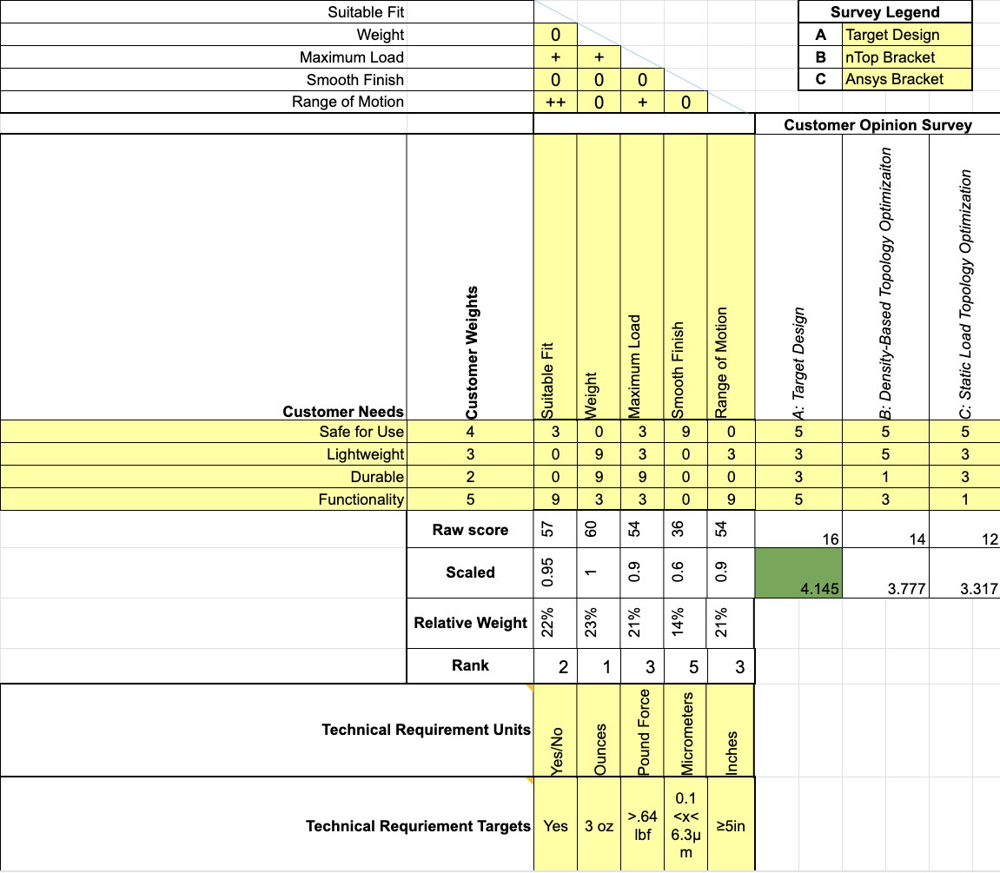 Suitable Fit
Survey Legend
Weight 0
A Target Design
Maximum Load + +
B nTop Bracket
Smooth Finish 0 0 0
C Ansys Bracket
Range of Motion ++ 0 + 0
Customer Opinion Survey
Customer Needs
Customer Weights
Suitable Fit
Weight
Maximum Load
Smooth Finish
Range of Motion
A: Target Design
B: Density-Based Topology Optimizaiton
C: Static Load Topology Optimization
Safe for Use 4 3 0 3 9 0 5 5 5
Lightweight 3 0 9 3 0 3 3 5 3
Durable 2 0 9 9 0 0 3 1 3
Functionality 5 9 3 3 0 9 5 3 1
Raw score 57 60 54 36 54 16 14 12
Scaled 0.95 1 0.9 0.6 0.9 4.145 3.777 3.317
Relative Weight 22% 23% 21% 14% 21%
Rank 2 1 3 5 3
Technical Requirement Units
Yes/No
Ounces
Pound Force
Micrometers
Inches
Technical Requriement Targets
Yes
3 oz
>.64
lbf
0.1
<x<
6.3μ
m
≥5in